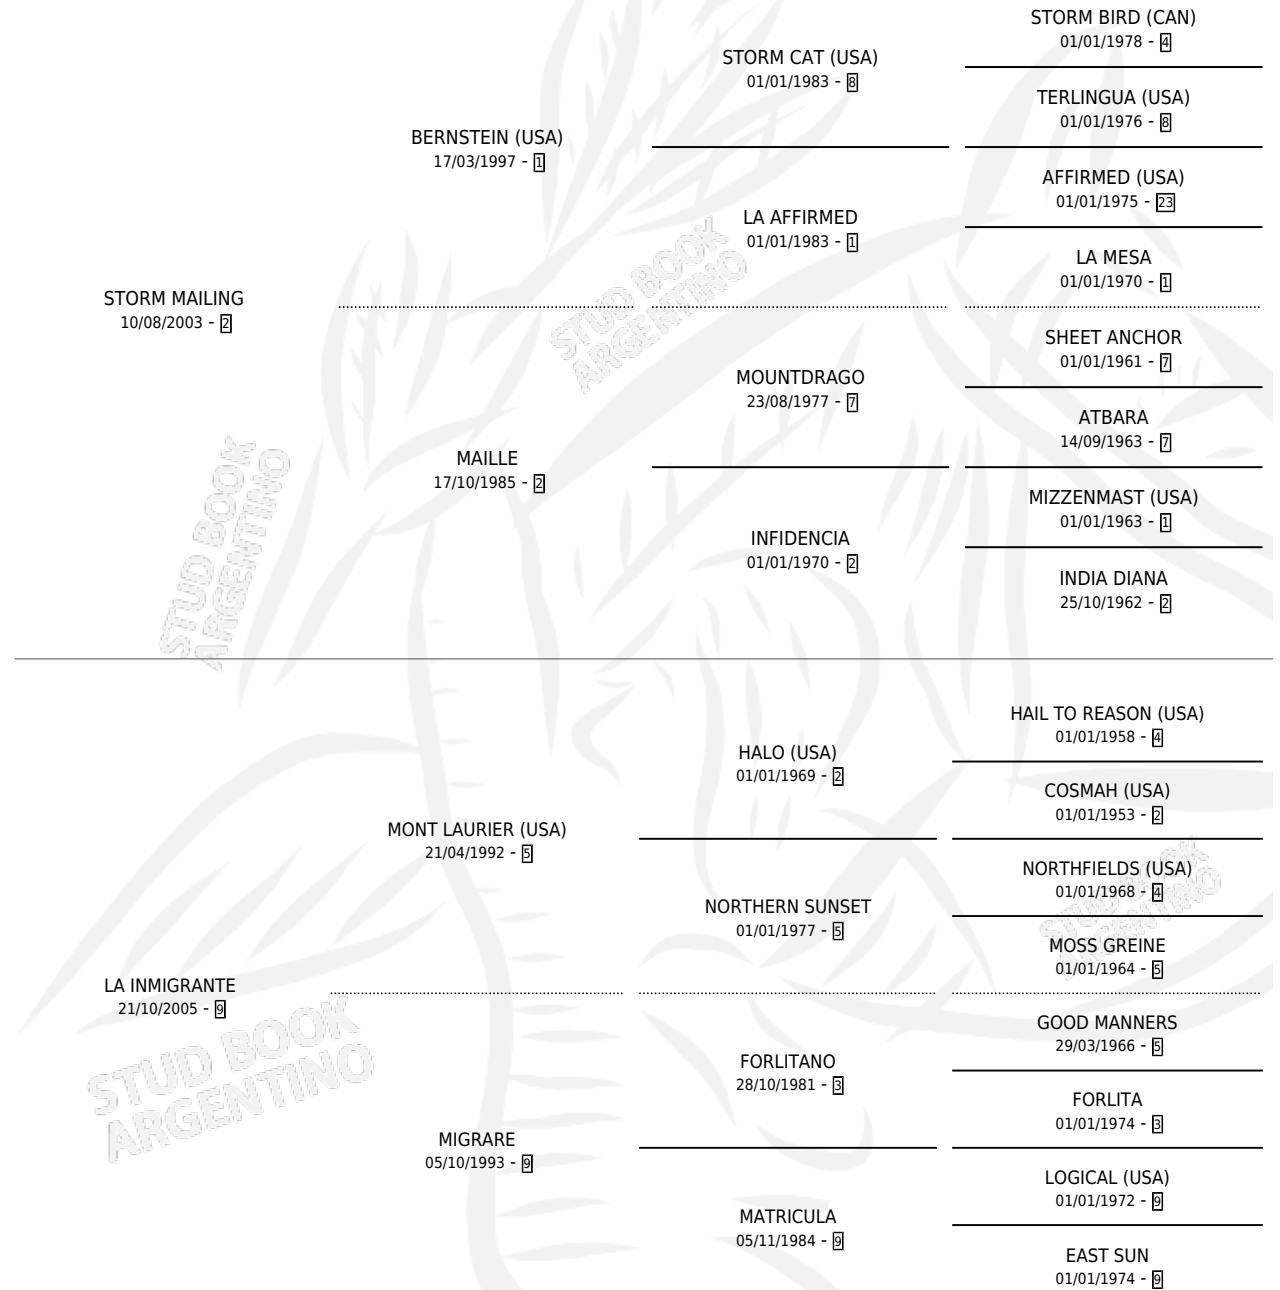 STORM BIRD (CAN)
01/01/1978 - 4
STORM CAT (USA)
01/01/1983 - 8
TERLINGUA (USA)
01/01/1976 - 8
BERNSTEIN (USA)
17/03/1997 - 1
AFFIRMED (USA)
01/01/1975 - 23
LA AFFIRMED
01/01/1983 - 1
LA MESA
01/01/1970 - 1
STORM MAILING
10/08/2003 - 2
SHEET ANCHOR
01/01/1961 - 7
MOUNTDRAGO
23/08/1977 - 7
ATBARA
14/09/1963 - 7
MAILLE
17/10/1985 - 2
MIZZENMAST (USA)
01/01/1963 - 1
INFIDENCIA
01/01/1970 - 2
INDIA DIANA
25/10/1962 - 2
HAIL TO REASON (USA)
01/01/1958 - 4
HALO (USA)
01/01/1969 - 2
COSMAH (USA)
01/01/1953 - 2
MONT LAURIER (USA)
21/04/1992 - 5
NORTHFIELDS (USA)
01/01/1968 - 4
NORTHERN SUNSET
01/01/1977 - 5
MOSS GREINE
01/01/1964 - 5
LA INMIGRANTE
21/10/2005 - 9
GOOD MANNERS
29/03/1966 - 5
FORLITANO
28/10/1981 - 3
FORLITA
01/01/1974 - 3
MIGRARE
05/10/1993 - 9
LOGICAL (USA)
01/01/1972 - 9
MATRICULA
05/11/1984 - 9
EAST SUN
01/01/1974 - 9
STUD BOOK
ARGENTINO
STUD BOOK
ARGENTINO
STUD BOOK
ARGENTINO
STUD BOOK
ARGENTINO